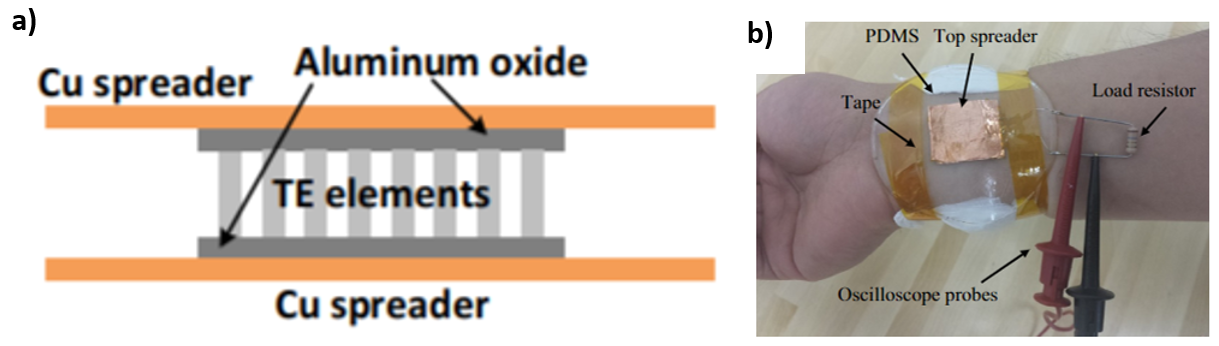 a)
Cu spreader
Aluminum oxide
TE elements
Cu spreader
b)
PDMS Top spreader
Tape
Load resistor
Oscilloscope probes